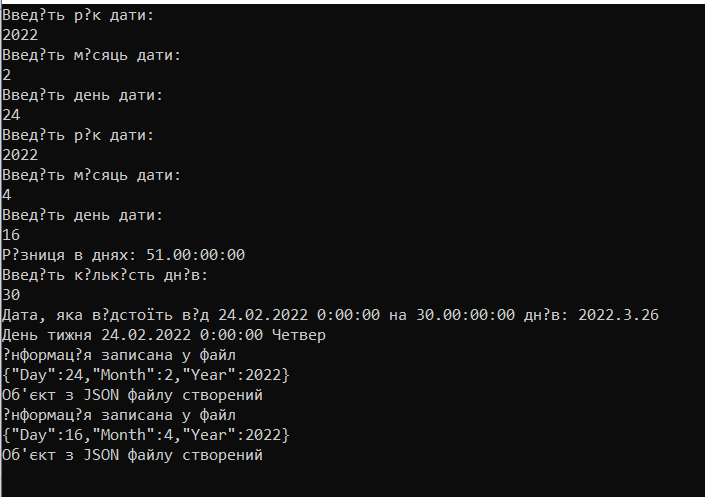 Введ?ть р?к дати:
2022
Введ?ть м?сяць дати:
2
Введ?ть день дати:
24
Введ?ть р?к дати:
2022
Введ?ть м?сяць дати:
4
Введ?ть день дати:
16
Р?зниця в днях: 51.00:00:00
Введ?ть к?льк?сть дн?в:
30
Дата, яка в?дстоїть в?д 24.02.2022 0:00:00 на 30.00:00:00 дн?в: 2022.3.26
День тижня 24.02.2022 0:00:00 Четвер
?нформац?я записана у файл
{"Day":24,"Month":2,"Year":2022}
Об'єкт з JSON файлу створений
?нформац?я записана у файл
{"Day":16,"Month":4,"Year":2022}
Об'єкт з JSON файлу створений